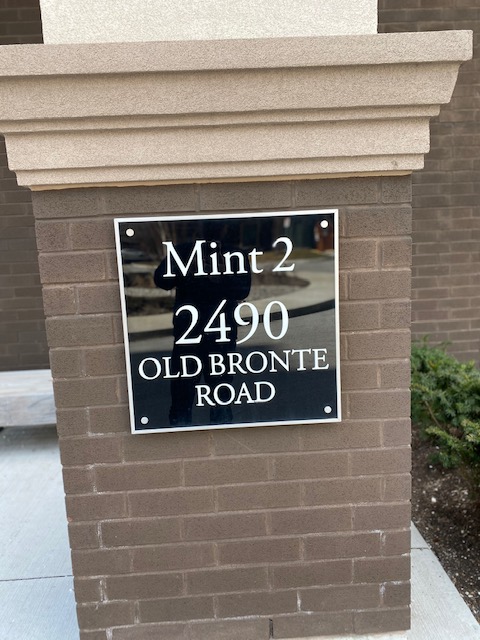 Mint 2
2490
OLD BRONTE
ROAD